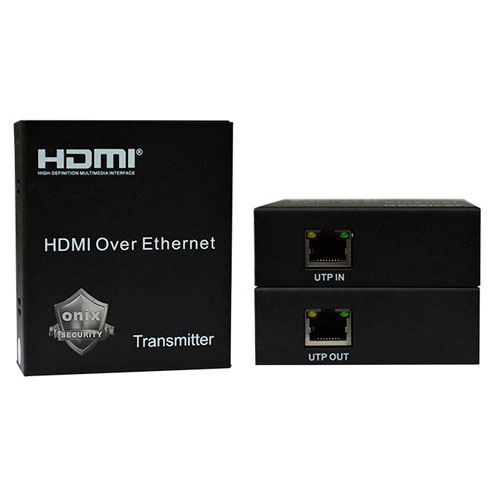 HDMI®
HIGH-DEFINITION MULTIMEDIA INTERFACE
HDMI Over Ethernet
onix
SECURITY
Transmitter
UTP IN
UTP OUT